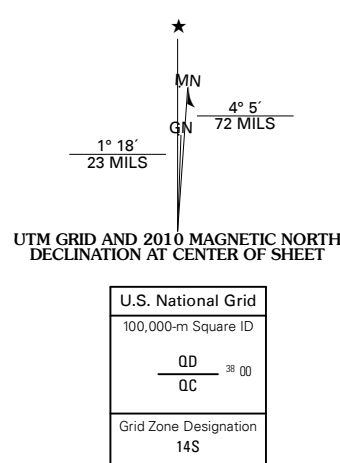 ★
MN
4° 5´
72 MILS
GN
1° 18´
23 MILS
UTM GRID AND 2010 MAGNETIC NORTH
DECLINATION AT CENTER OF SHEET
U.S. National Grid
100,000-m Square ID
QD
38 00
QC
Grid Zone Designation
14S